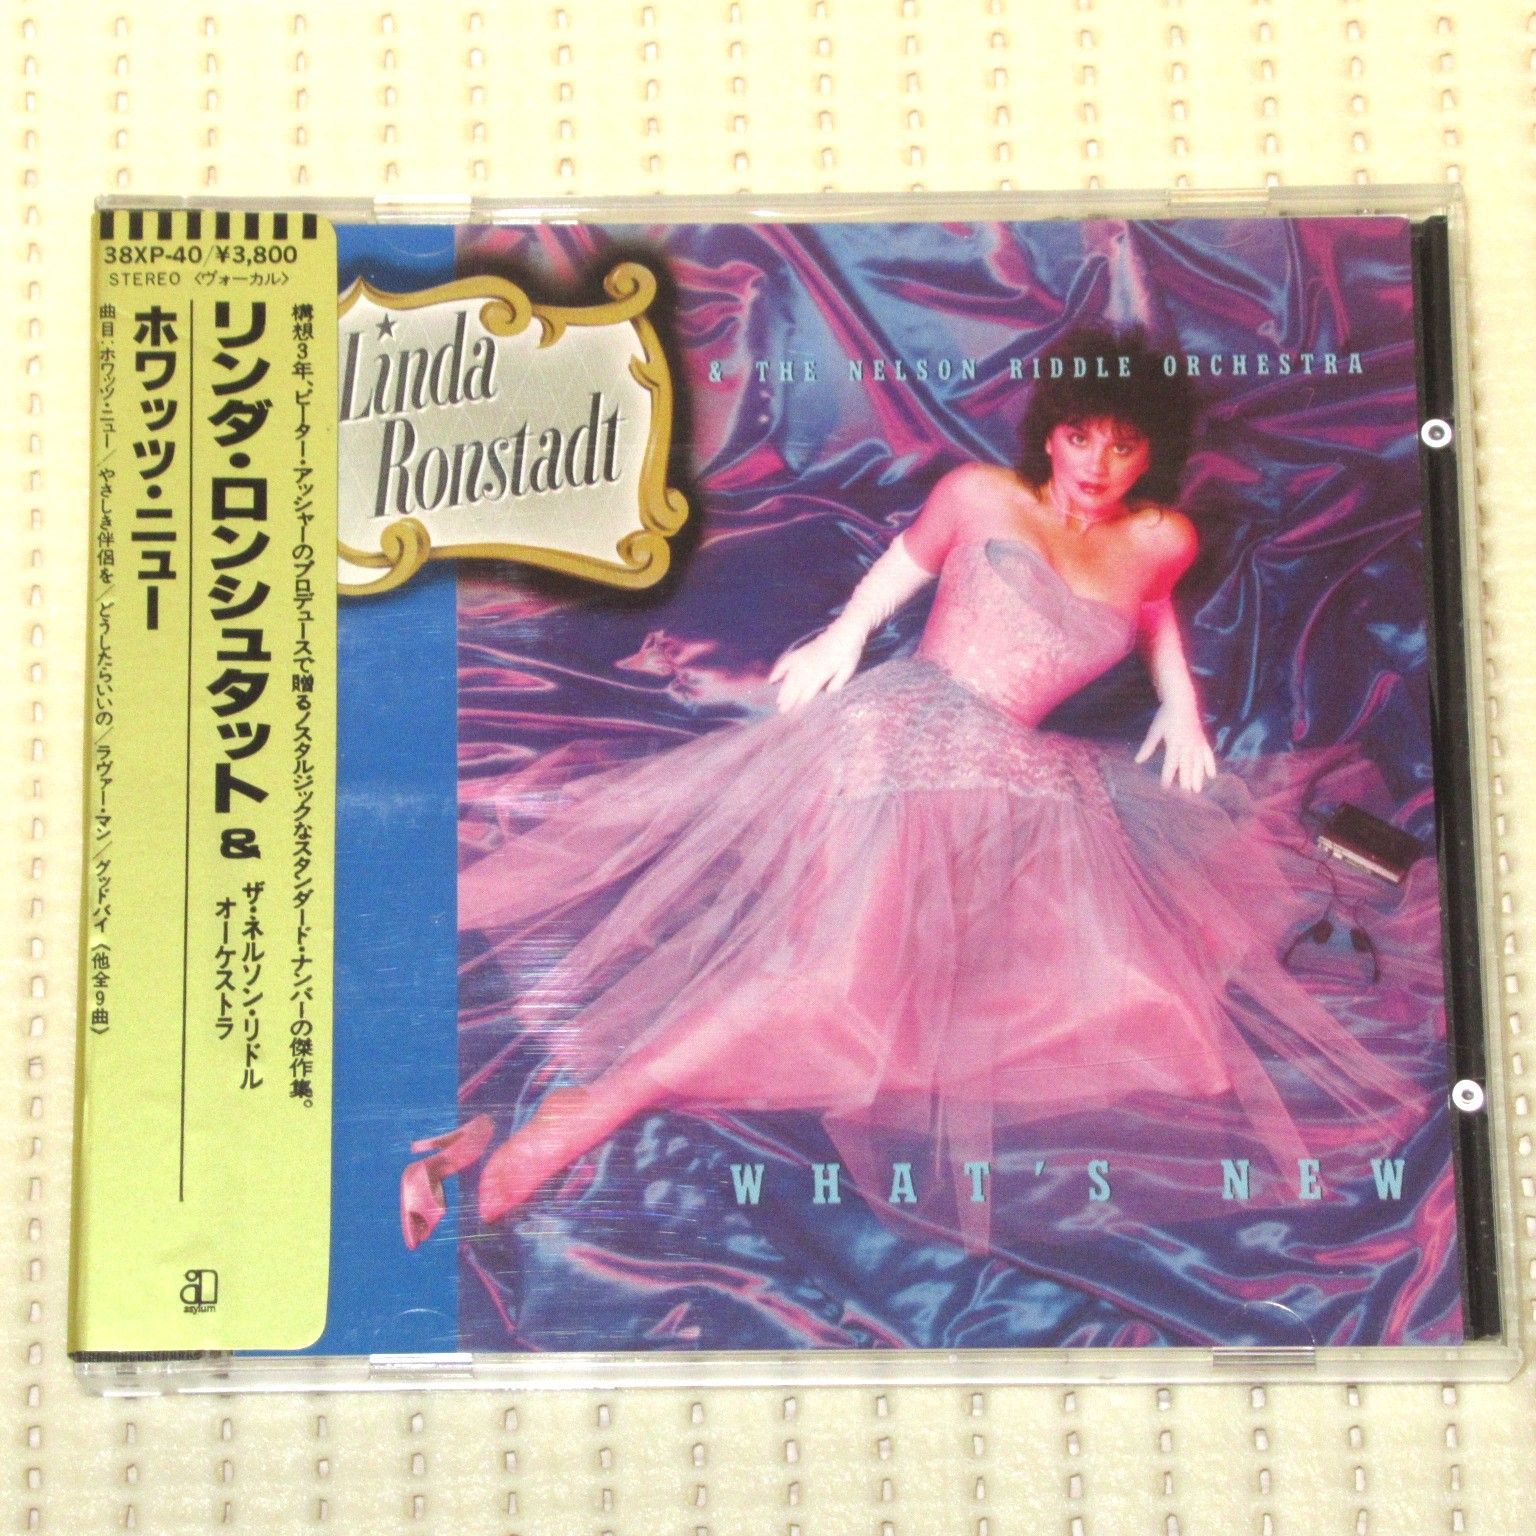 38XP-40/¥3,800
STEREO 〈ヴォーカル〉
構想3年、ピーター・アッシャーのプロデュースで贈るノスタルジックなスタンダード・ナンバーの傑作集。
リンダ・ロンシュタット& ザ・ネルソン・リドル
オーケストラ
ホワッツ・ニュー
曲目:ホワッツ・ニュー/やさしき伴侶を/どうしたらいいの/ラヴァー・マン/グッドバイ《他全9曲》
asylum
Linda
Ronstadt
& THE NELSON RIDDLE ORCHESTRA
WHAT'S NEW